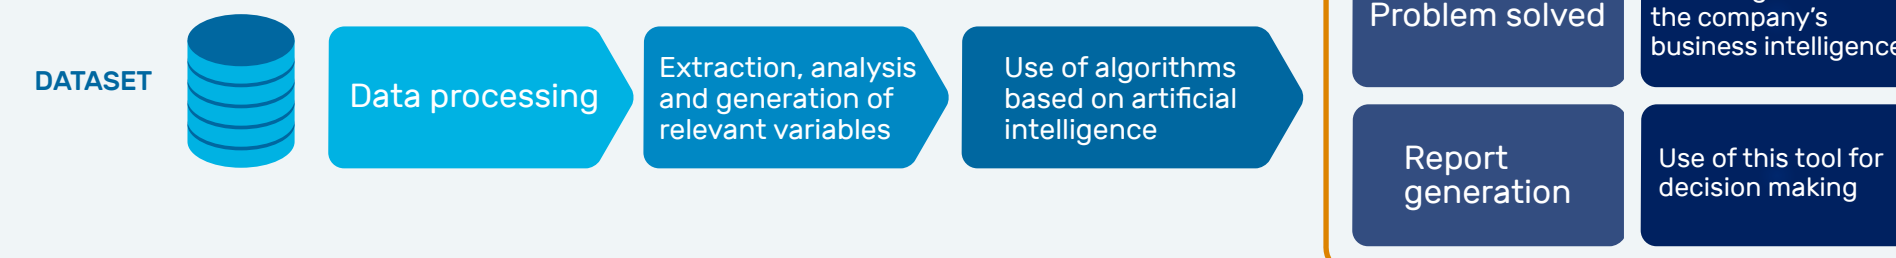 DATASET
Data processing
Extraction, analysis
and generation of
relevant variables
Use of algorithms
based on artificial
intelligence
Problem solved
the company's
business intelligence
Report
generation
Use of this tool for
decision making